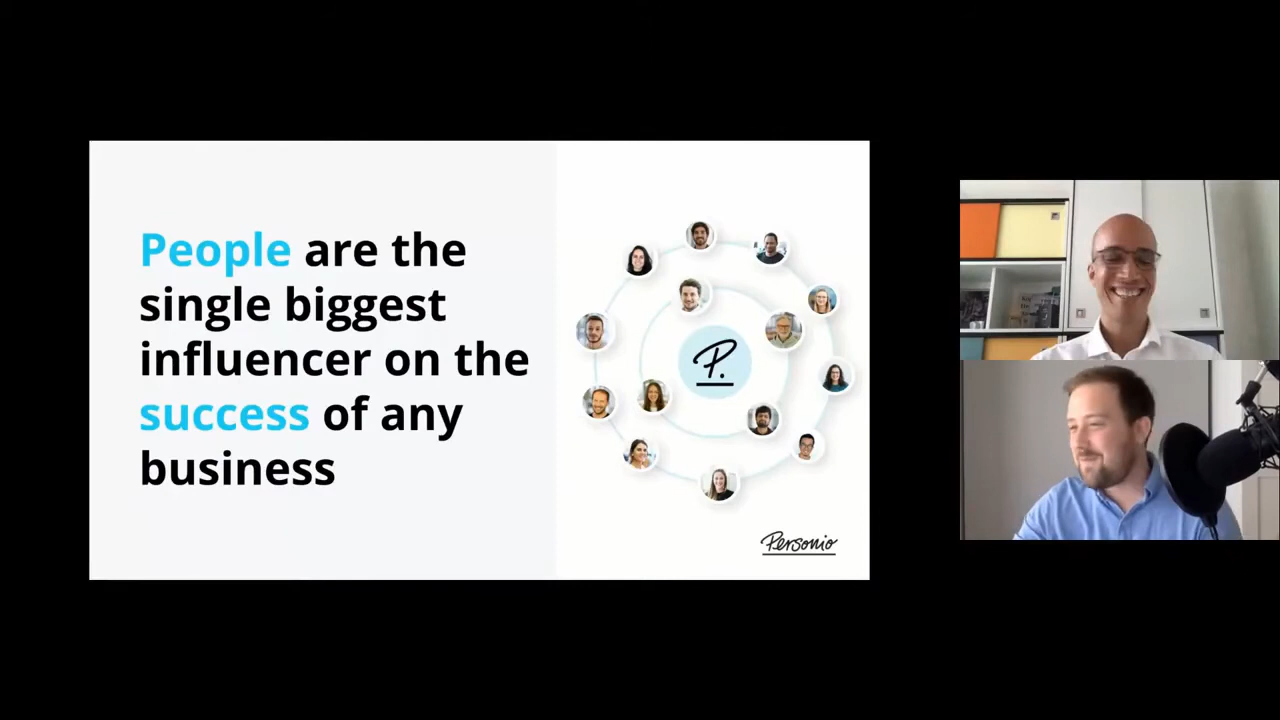 People are the
single biggest
influencer on the
success of any
business
P.
Personio